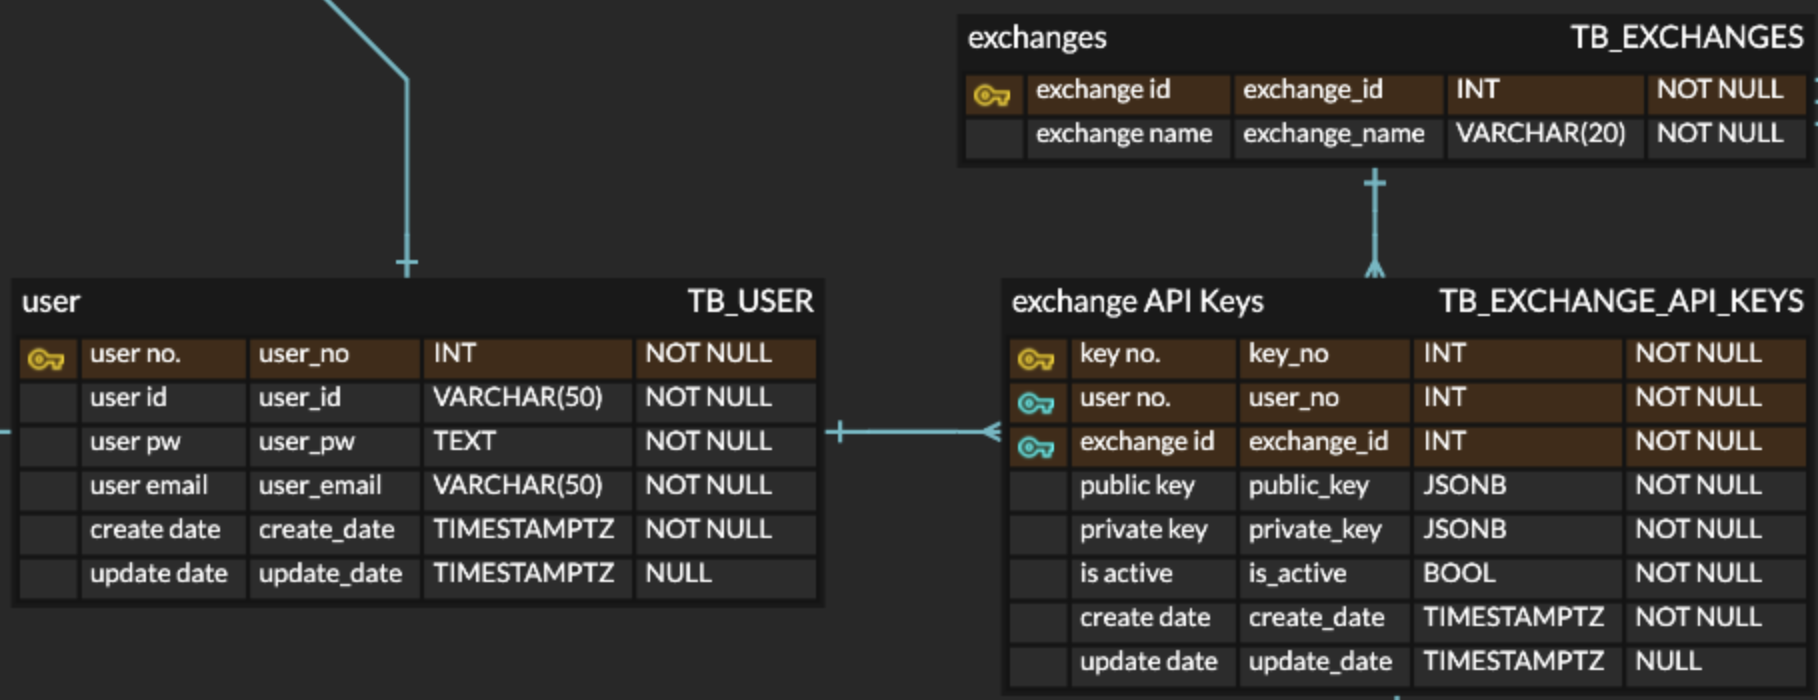 exchanges TB_EXCHANGES
exchange id exchange_id INT NOT NULL
exchange name exchange_name VARCHAR(20) NOT NULL
user TB_USER
user no. user_no INT NOT NULL
user id user_id VARCHAR(50) NOT NULL
user pw user_pw TEXT NOT NULL
user email user_email VARCHAR(50) NOT NULL
create date create_date TIMESTAMPTZ NOT NULL
update date update_date TIMESTAMPTZ NULL
exchange API Keys TB_EXCHANGE_API_KEYS
key no. key_no INT NOT NULL
user no. user_no INT NOT NULL
exchange id exchange_id INT NOT NULL
public key public_key JSONB NOT NULL
private key private_key JSONB NOT NULL
is active is_active BOOL NOT NULL
create date create_date TIMESTAMPTZ NOT NULL
update date update_date TIMESTAMPTZ NULL